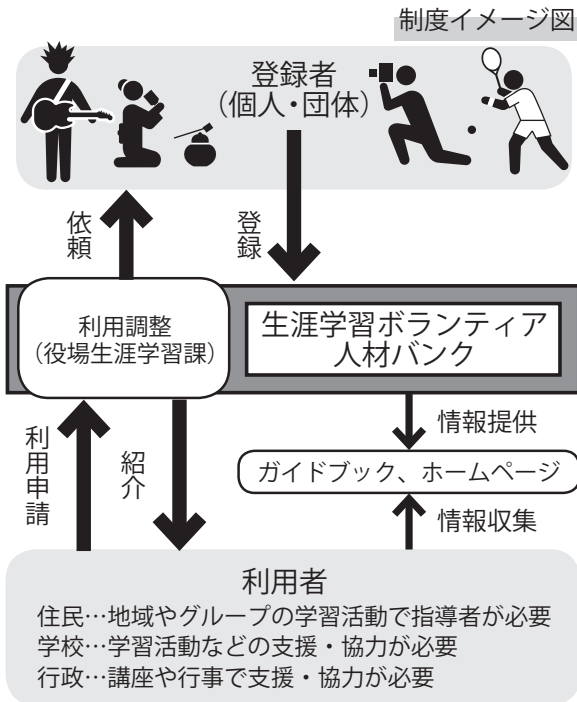 制度イメージ図
登録者
（個人・団体）
依頼
登録
利用調整
（役場生涯学習課）
生涯学習ボランティア
人材バンク
利用申請
紹介
情報提供
ガイドブック、ホームページ
情報収集
利用者
住民…地域やグループの学習活動で指導者が必要
学校…学習活動などの支援・協力が必要
行政…講座や行事で支援・協力が必要